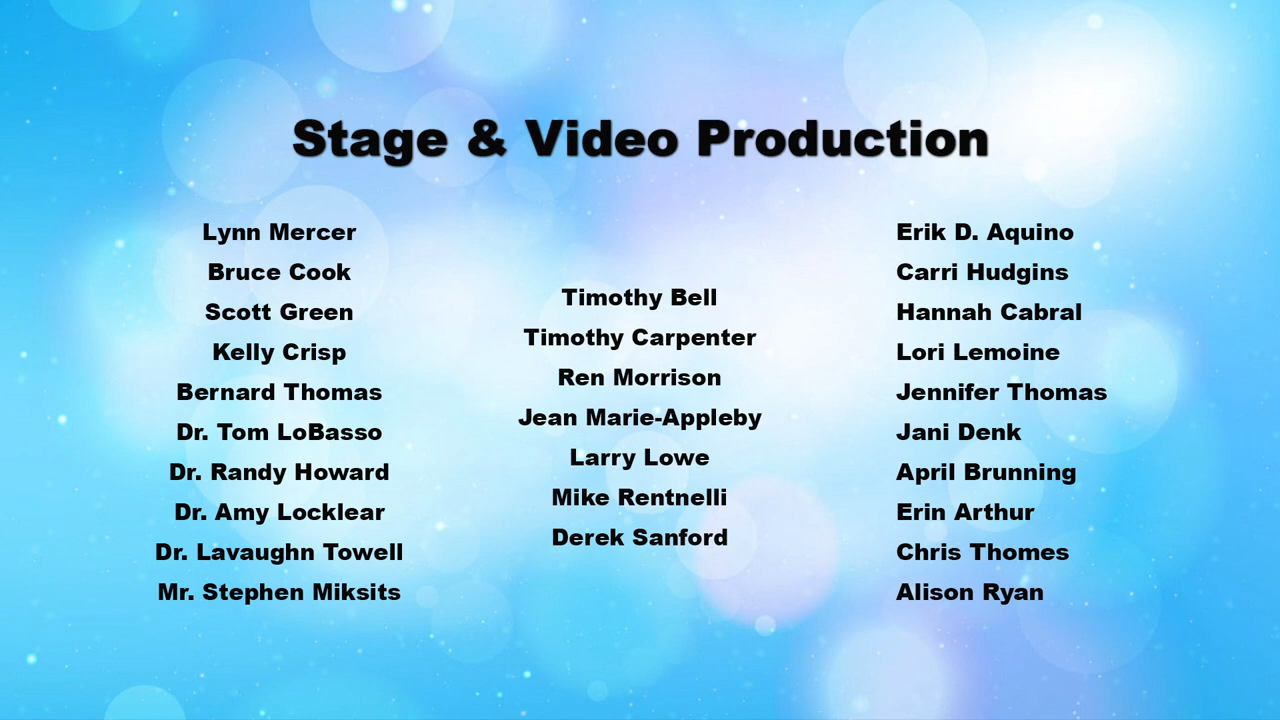 Stage & Video Production
Lynn Mercer
Bruce Cook
Scott Green
Kelly Crisp
Bernard Thomas
Dr. Tom LoBasso
Dr. Randy Howard
Dr. Amy Locklear
Dr. Lavaughn Towell
Mr. Stephen Miksits
Timothy Bell
Timothy Carpenter
Ren Morrison
Jean Marie-Appleby
Larry Lowe
Mike Rentnelli
Derek Sanford
Erik D. Aquino
Carri Hudgins
Hannah Cabral
Lori Lemoine
Jennifer Thomas
Jani Denk
April Brunning
Erin Arthur
Chris Thomes
Alison Ryan